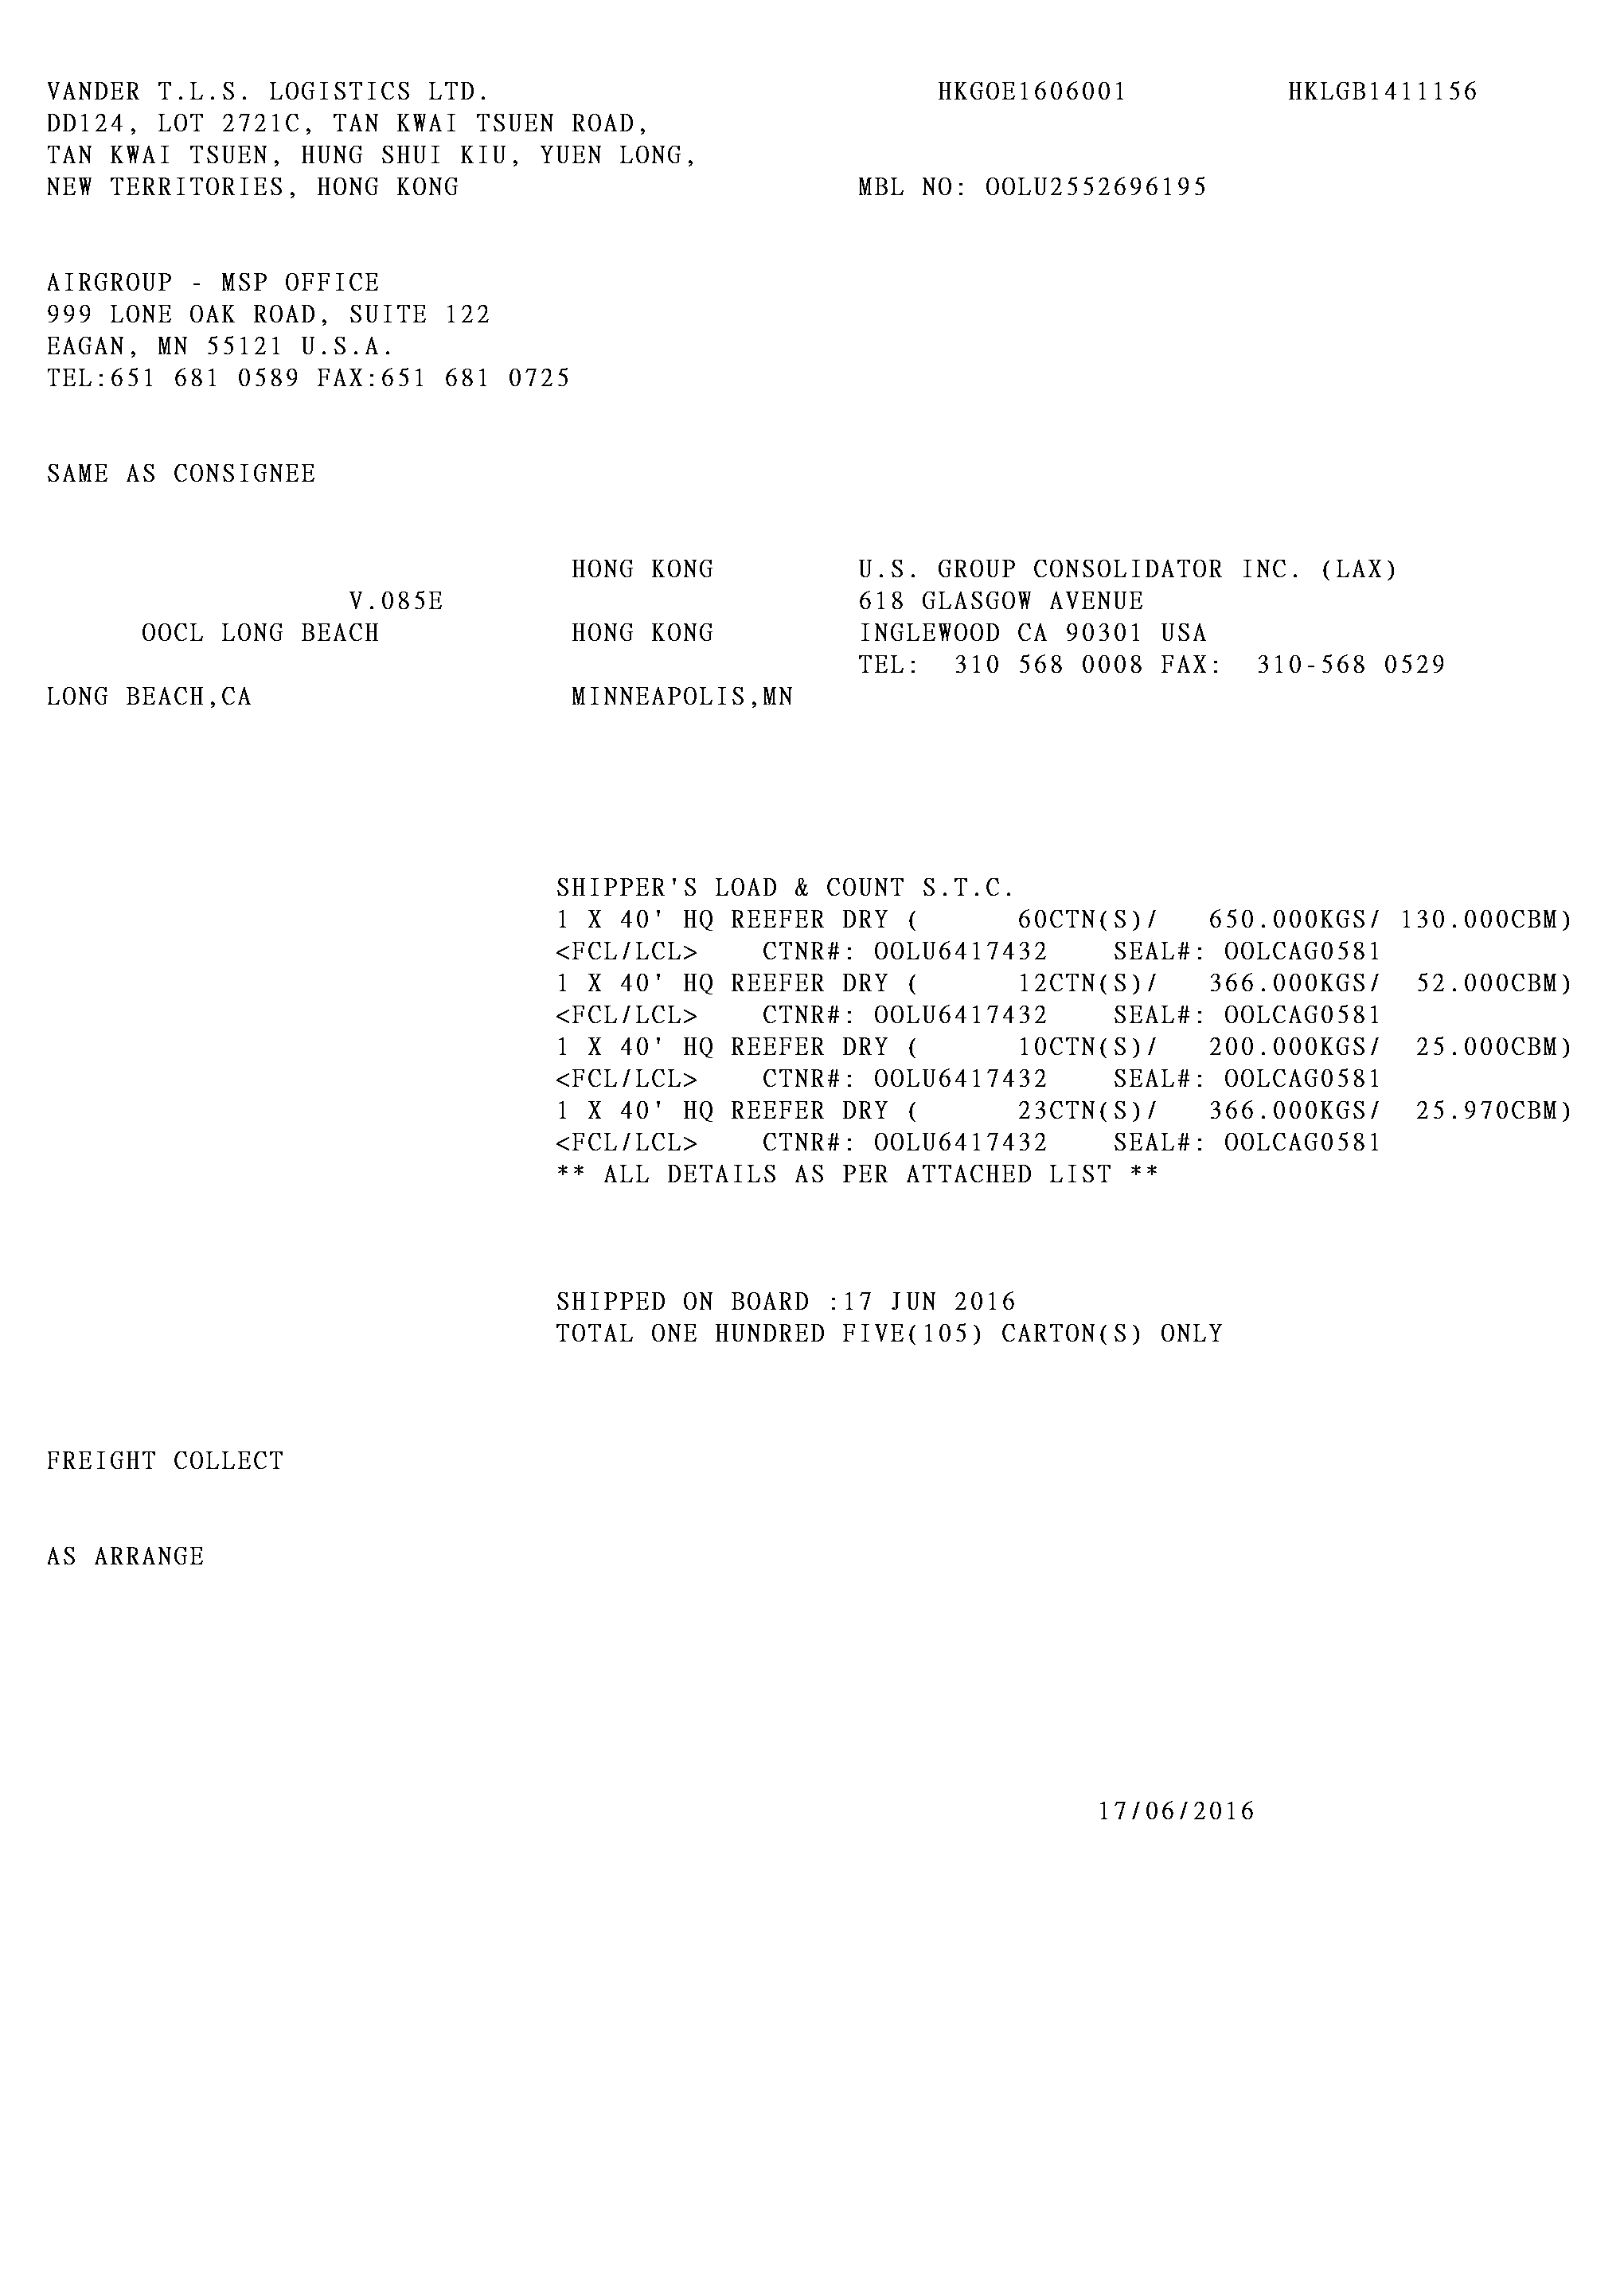 VANDER T.L.S. LOGISTICS LTD. HKGOE1606001 HKLGB1411156
DD124, LOT 2721C, TAN KWAI TSUEN ROAD,
TAN KWAI TSUEN, HUNG SHUI KIU, YUEN LONG,
NEW TERRITORIES, HONG KONG MBL NO: OOLU2552696195
AIRGROUP - MSP OFFICE
999 LONE OAK ROAD, SUITE 122
EAGAN, MN 55121 U.S.A.
TEL:651 681 0589 FAX:651 681 0725
SAME AS CONSIGNEE
HONG KONG U.S. GROUP CONSOLIDATOR INC. (LAX)
V.085E 618 GLASGOW AVENUE
OOCL LONG BEACH HONG KONG INGLEWOOD CA 90301 USA
TEL: 310 568 0008 FAX: 310-568 0529
LONG BEACH,CA MINNEAPOLIS,MN
SHIPPER'S LOAD & COUNT S.T.C.
1 X 40' HQ REEFER DRY ( 60CTN(S)/ 650.000KGS/ 130.000CBM)
<FCL/LCL> CTNR#: OOLU6417432 SEAL#: OOLCAG0581
1 X 40' HQ REEFER DRY ( 12CTN(S)/ 366.000KGS/ 52.000CBM)
<FCL/LCL> CTNR#: OOLU6417432 SEAL#: OOLCAG0581
1 X 40' HQ REEFER DRY ( 10CTN(S)/ 200.000KGS/ 25.000CBM)
<FCL/LCL> CTNR#: OOLU6417432 SEAL#: OOLCAG0581
1 X 40' HQ REEFER DRY ( 23CTN(S)/ 366.000KGS/ 25.970CBM)
<FCL/LCL> CTNR#: OOLU6417432 SEAL#: OOLCAG0581
** ALL DETAILS AS PER ATTACHED LIST **
SHIPPED ON BOARD :17 JUN 2016
TOTAL ONE HUNDRED FIVE(105) CARTON(S) ONLY
FREIGHT COLLECT
AS ARRANGE
17/06/2016